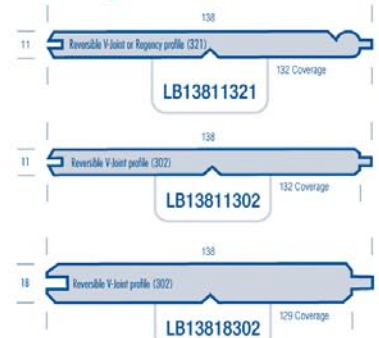 138
11
Reversible V-Joint or Regency profile (321)
132 Coverage
LB13811321
138
11
Reversible V-Joint profile (302)
132 Coverage
LB13811302
138
18
Reversible V-Joint profile (302)
129 Coverage
LB13818302